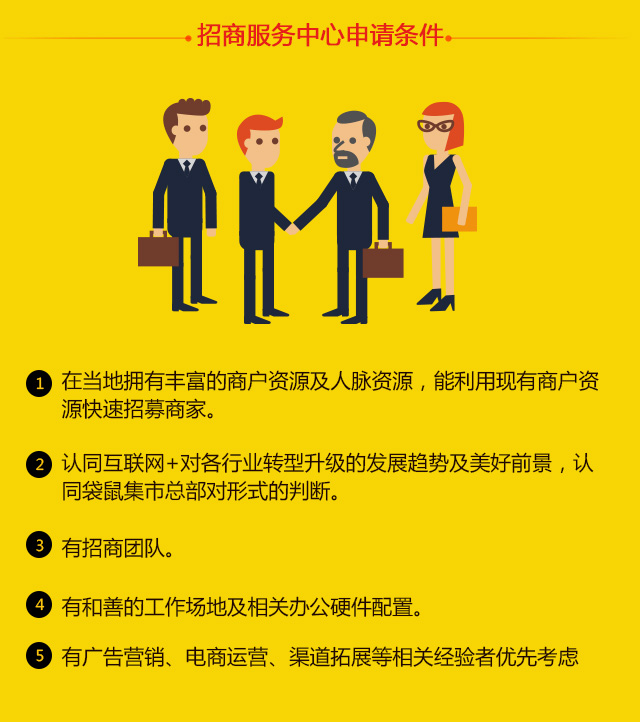 招商服务中心申请条件
1 在当地拥有丰富的商户资源及人脉资源，能利用现有商户资
源快速招募商家。
2 认同互联网+对各行业转型升级的发展趋势及美好前景，认
同袋鼠集市总部对形式的判断。
3 有招商团队。
4 有和善的工作场地及相关办公硬件配置。
5 有广告营销、电商运营、渠道拓展等相关经验者优先考虑